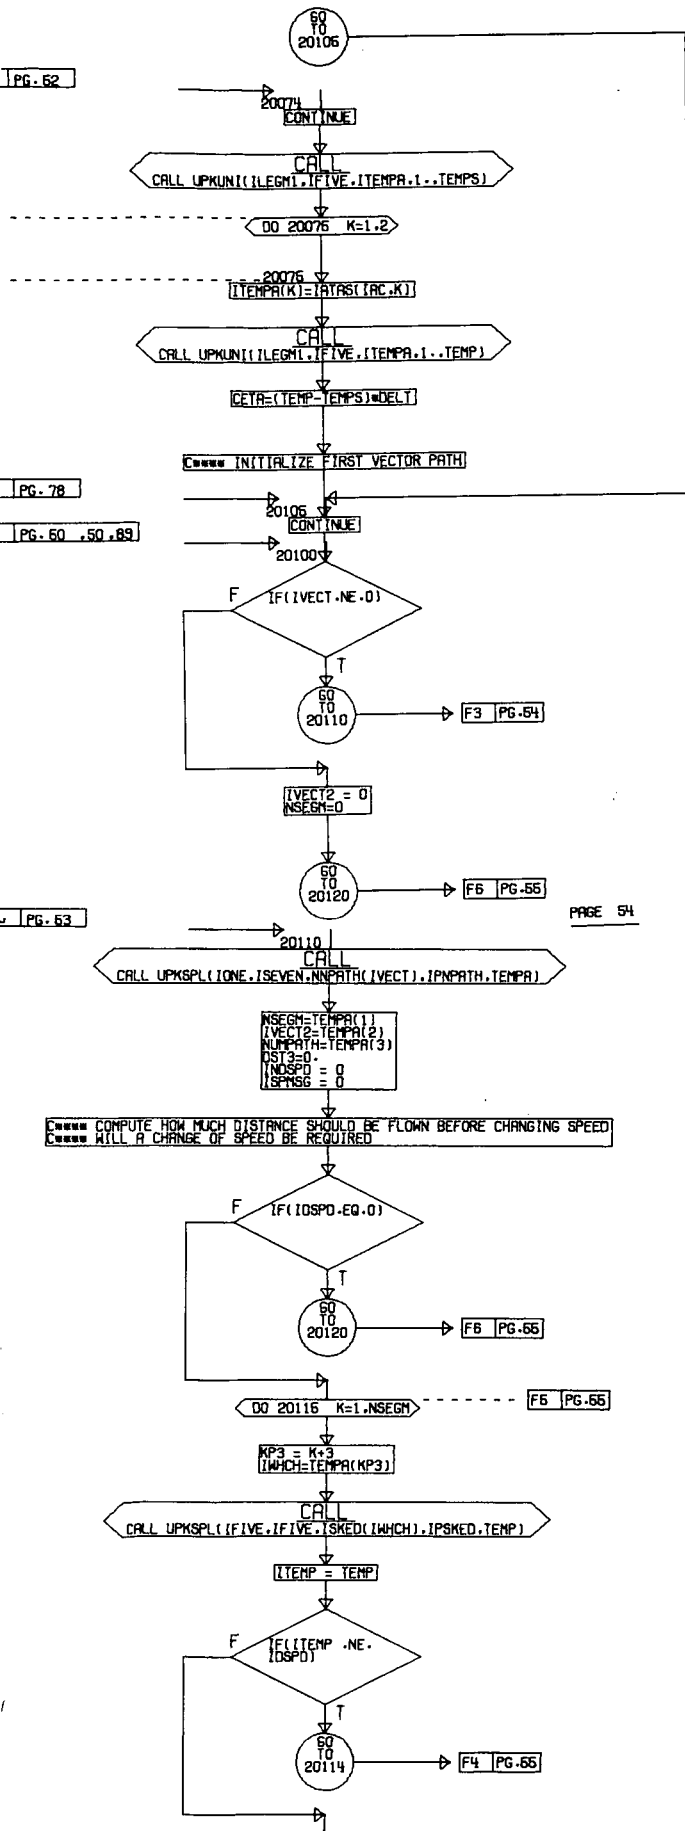 GO
TO
20105
PG. 52
20074
CONTINUE
CALL
CALL UPKUNI(ILEGM1.IFIVE.ITEMPA.1..TEMPS)
DO 20075 K=1.2
20075
ITEMPA(K)=IATAS(IAC.K)
CALL
CALL UPKUNI(ILEGM1.IFIVE.ITEMPA.1..TEMP)
CETA=(TEMP-TEMPS)*DELT
C**** INITIALIZE FIRST VECTOR PATH
PG. 78
20105
CONTINUE
PG. 50 .50 .89
20100
IF(IVECT.NE.0)
F
T
GO
TO
20110
F3 PG.54
IVECT2 = 0
NSEGM=0
GO
TO
20120
F6 PG.55
PG. 53
PAGE 54
20110
CALL
CALL UPKSPL(IONE.ISEVEN.NNPATH(IVECT).IPNPATH.TEMPA)
NSEGM=TEMPA(1)
IVECT2=TEMPA(2)
NUMPATH=TEMPA(3)
DST3=0.
INDSPD = 0
ISPMSG = 0
C**** COMPUTE HOW MUCH DISTANCE SHOULD BE FLOWN BEFORE CHANGING SPEED
C**** WILL A CHANGE OF SPEED BE REQUIRED
F
IF(IDSPD.EQ.0)
T
GO
TO
20120
F6 PG.55
DO 20115 K=1.NSEGM
F5 PG.55
KP3 = K+3
IWHCH=TEMPA(KP3)
CALL
CALL UPKSPL(IFIVE.IFIVE.ISKED(IWHCH).IPSKED.TEMP)
ITEMP = TEMP
F
IF(ITEMP .NE.
IDSPD)
T
GO
TO
20114
F4 PG.55